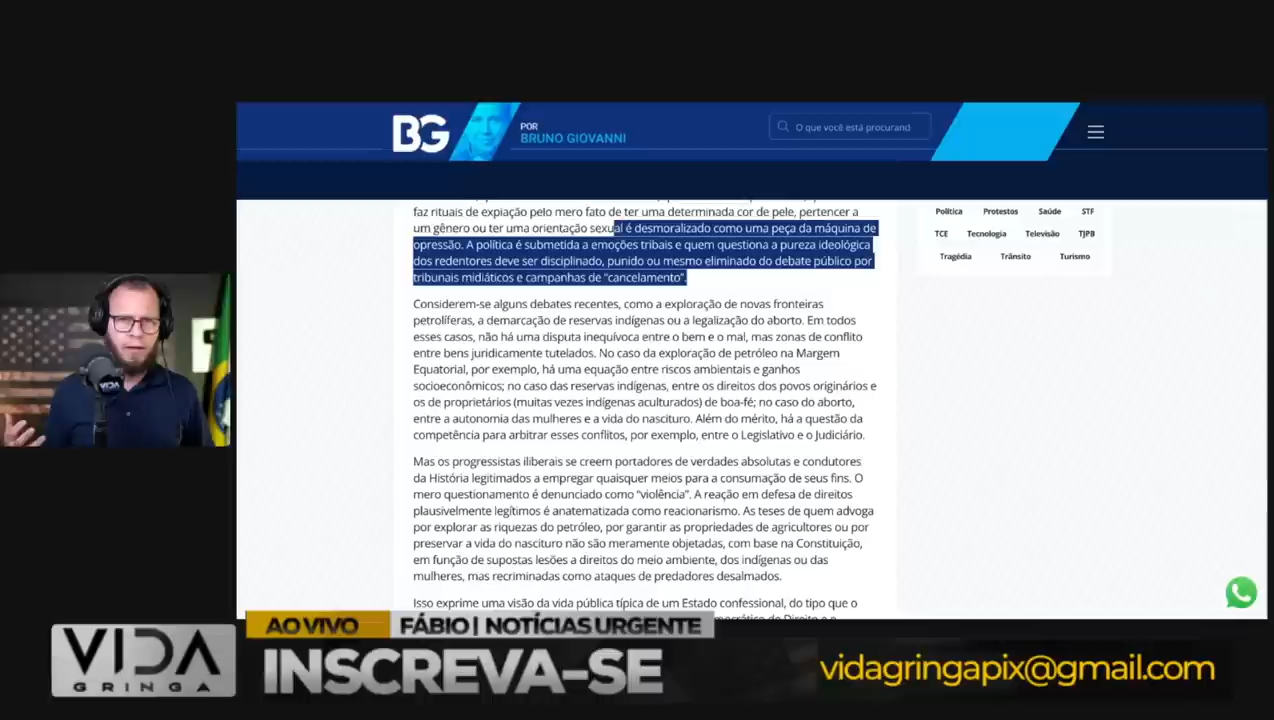 BG
POR
BRUNO GIOVANNI
O que você está procurand
faz rituais de expiação pelo mero fato de ter uma determinada cor de pele, pertencer a
um gênero ou ter uma orientação sexual é desmoralizado como uma peça da máquina de
opressão. A política é submetida a emoções tribais e quem questiona a pureza ideológica
dos redentores deve ser disciplinado, punido ou mesmo eliminado do debate público por
tribunais midiáticos e campanhas de “cancelamento”.
Considerem-se alguns debates recentes, como a exploração de novas fronteiras
petrolíferas, a demarcação de reservas indígenas ou a legalização do aborto. Em todos
esses casos, não há uma disputa inequívoca entre o bem e o mal, mas zonas de conflito
entre bens juridicamente tutelados. No caso da exploração de petróleo na Margem
Equatorial, por exemplo, há uma equação entre riscos ambientais e ganhos
socioeconômicos; no caso das reservas indígenas, entre os direitos dos povos originários e
os de proprietários (muitas vezes indígenas aculturados) de boa-fé; no caso do aborto,
entre a autonomia das mulheres e a vida do nascituro. Além do mérito, há a questão da
competência para arbitrar esses conflitos, por exemplo, entre o Legislativo e o Judiciário.
Mas os progressistas iliberais se creem portadores de verdades absolutas e condutores
da História legitimados a empregar quaisquer meios para a consumação de seus fins. O
mero questionamento é denunciado como “violência”. A reação em defesa de direitos
plausivelmente legítimos é anatematizada como reacionarismo. As teses de quem advoga
por explorar as riquezas do petróleo, por garantir as propriedades de agricultores ou por
preservar a vida do nascituro não são meramente objetadas, com base na Constituição,
em função de supostas lesões a direitos do meio ambiente, dos indígenas ou das
mulheres, mas recriminadas como ataques de predadores desalmados.
Isso exprime uma visão da vida pública típica de um Estado confessional, do tipo que o
Política Protestos Saúde STF
TCE Tecnologia Televisão TJPB
Tragédia Trânsito Turismo
VIDA
AO VIVO
FÁBIO | NOTÍCIAS URGENTE
VIDA
GRINGA
INSCREVA-SE
vidagringapix@gmail.com